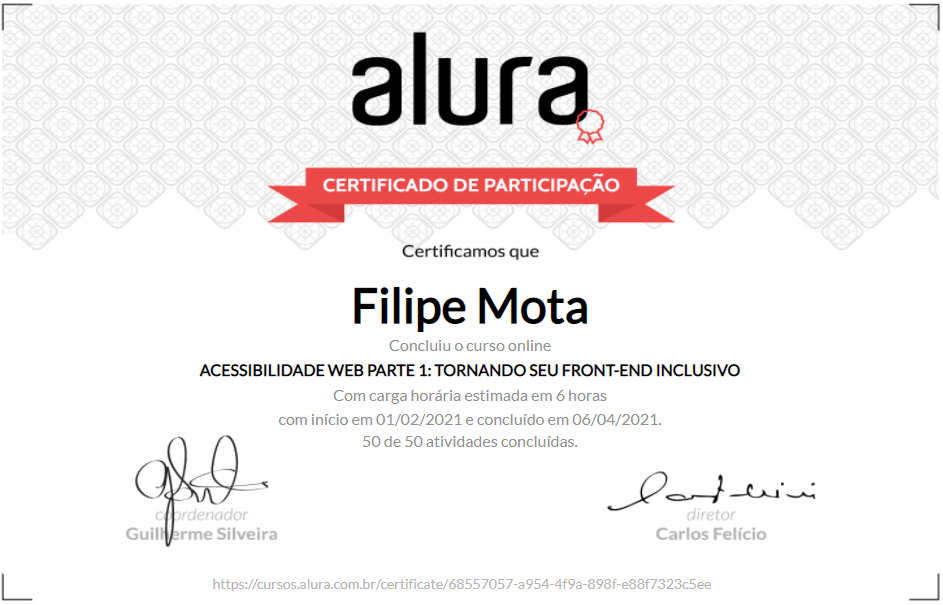 alura
CERTIFICADO DE PARTICIPAÇÃO
Certificamos que
Filipe Mota
Concluiu o curso online
ACESSIBILIDADE WEB PARTE 1: TORNANDO SEU FRONT-END INCLUSIVO
Com carga horária estimada em 6 horas
com início em 01/02/2021 e concluído em 06/04/2021.
50 de 50 atividades concluídas.
coordenador
Guilherme Silveira
diretor
Carlos Felício
https://cursos.alura.com.br/certificate/68557057-a954-4f9a-898f-e88f7323c5ee